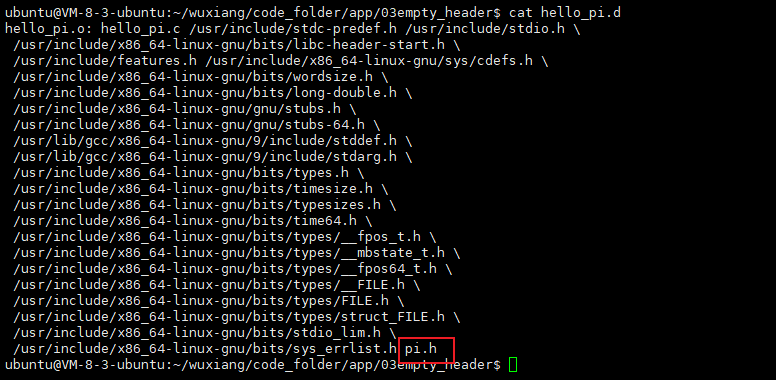 ubuntu@VM-8-3-ubuntu:~/wuxiang/code_folder/app/03empty_header$ cat hello_pi.d
hello_pi.o: hello_pi.c /usr/include/stdc-predef.h /usr/include/stdio.h \
 /usr/include/x86_64-linux-gnu/bits/libc-header-start.h \
 /usr/include/features.h /usr/include/x86_64-linux-gnu/sys/cdefs.h \
 /usr/include/x86_64-linux-gnu/bits/wordsize.h \
 /usr/include/x86_64-linux-gnu/bits/long-double.h \
 /usr/include/x86_64-linux-gnu/gnu/stubs.h \
 /usr/include/x86_64-linux-gnu/gnu/stubs-64.h \
 /usr/lib/gcc/x86_64-linux-gnu/9/include/stddef.h \
 /usr/lib/gcc/x86_64-linux-gnu/9/include/stdarg.h \
 /usr/include/x86_64-linux-gnu/bits/types.h \
 /usr/include/x86_64-linux-gnu/bits/timesize.h \
 /usr/include/x86_64-linux-gnu/bits/typesizes.h \
 /usr/include/x86_64-linux-gnu/bits/time64.h \
 /usr/include/x86_64-linux-gnu/bits/types/__fpos_t.h \
 /usr/include/x86_64-linux-gnu/bits/types/__mbstate_t.h \
 /usr/include/x86_64-linux-gnu/bits/types/__fpos64_t.h \
 /usr/include/x86_64-linux-gnu/bits/types/__FILE.h \
 /usr/include/x86_64-linux-gnu/bits/types/FILE.h \
 /usr/include/x86_64-linux-gnu/bits/types/struct_FILE.h \
 /usr/include/x86_64-linux-gnu/bits/stdio_lim.h \
 /usr/include/x86_64-linux-gnu/bits/sys_errlist.h pi.h
ubuntu@VM-8-3-ubuntu:~/wuxiang/code_folder/app/03empty_header$